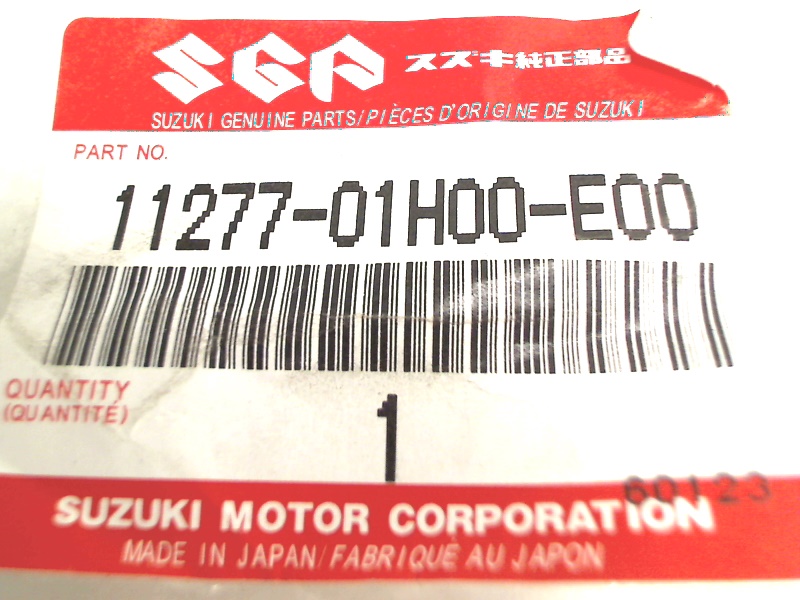 SGP スズキ純正部品
SUZUKI GENUINE PARTS/PIÈCES D'ORIGINE DE SUZUKI
PART NO.
11277-01H00-E00
QUANTITY
(QUANTITÉ)
1
60123
SUZUKI MOTOR CORPORATION
MADE IN JAPAN/FABRIQUÉ AU JAPON